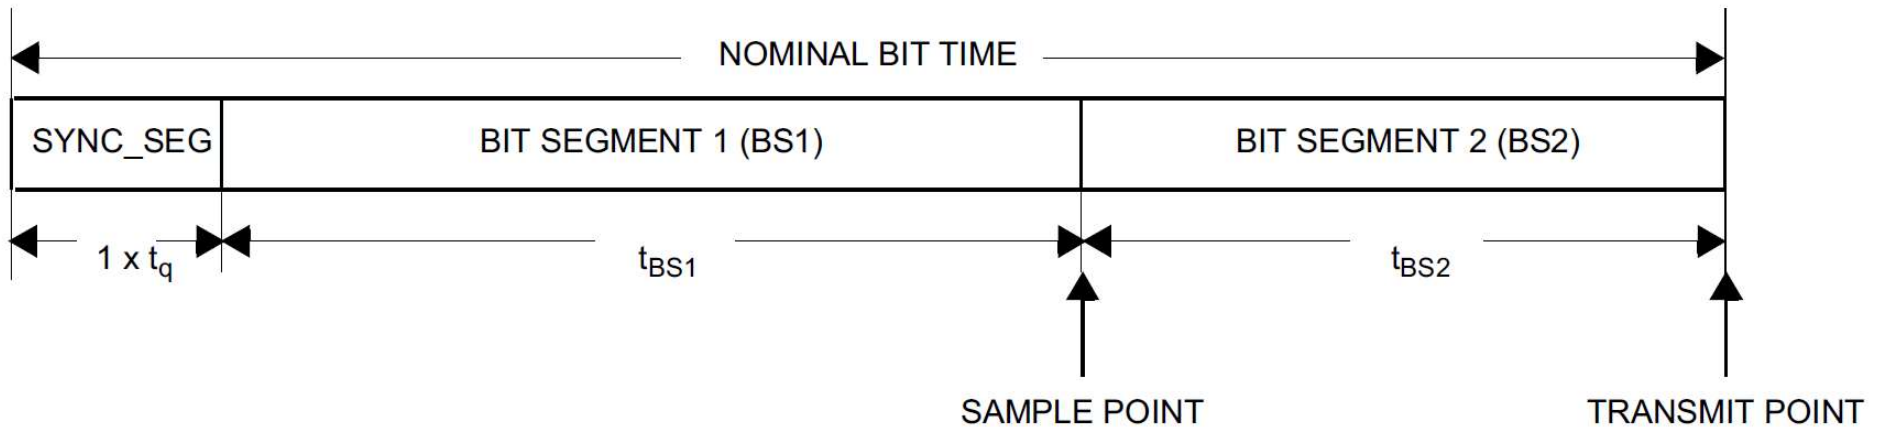 NOMINAL BIT TIME
SYNC_SEG
BIT SEGMENT 1 (BS1)
BIT SEGMENT 2 (BS2)
1 x tq
tBS1
tBS2
SAMPLE POINT
TRANSMIT POINT